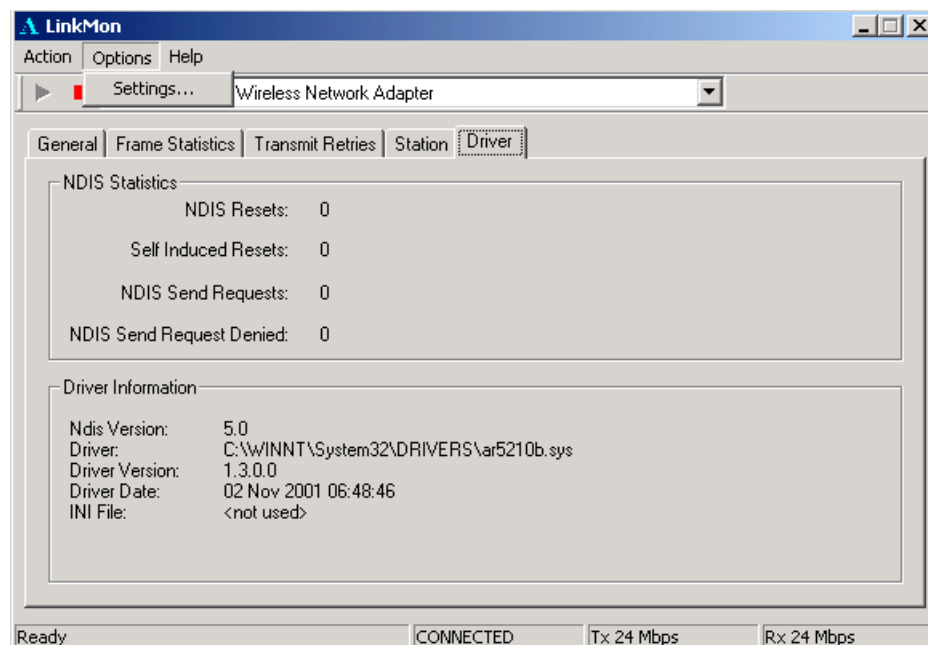 LinkMon
Action Options Help
Settings...
Wireless Network Adapter
General Frame Statistics Transmit Retries Station Driver
NDIS Statistics
NDIS Resets: 0
Self Induced Resets: 0
NDIS Send Requests: 0
NDIS Send Request Denied: 0
Driver Information
Ndis Version: 5.0
Driver: C:\WINNT\System32\DRIVERS\ar5210b.sys
Driver Version: 1.3.0.0
Driver Date: 02 Nov 2001 06:48:46
INI File: <not used>
Ready CONNECTED Tx 24 Mbps Rx 24 Mbps